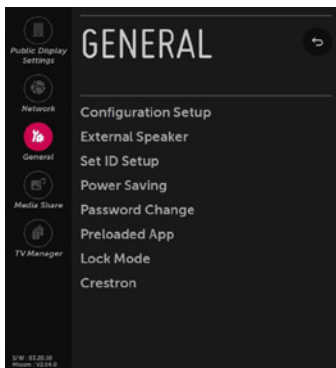 Public Display
Settings
Network
General
Media Share
TV Manager
GENERAL
Configuration Setup
External Speaker
Set ID Setup
Power Saving
Password Change
Preloaded App
Lock Mode
Crestron
S/W : 03.20.50
Micom : V2.04.0